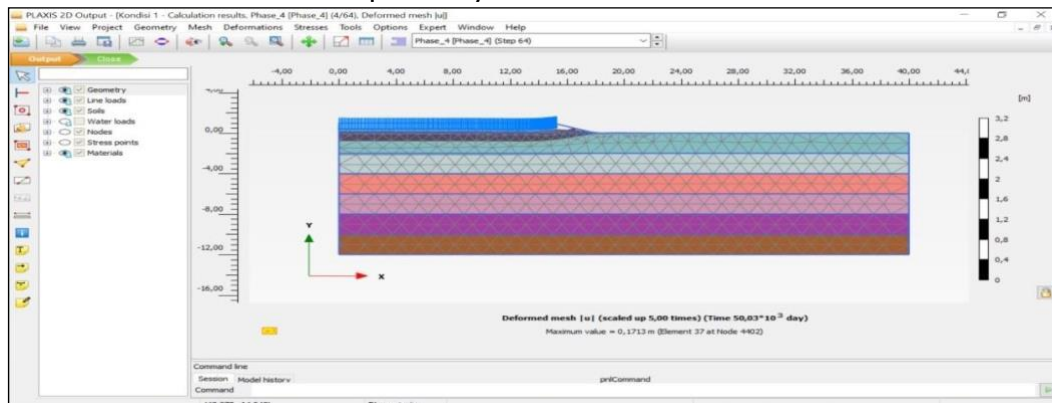 PLAXIS 2D Output - [Kondisi 1 - Calculation results, Phase_4 [Phase_4] (4/64), Deformed mesh |u|]
File View Project Geometry Mesh Deformations Stresses Tools Options Expert Window Help
Phase_4 [Phase_4] (Step 64)
Output Close
Geometry
Line loads
Soils
Water loads
Nodes
Stress points
Materials
-4,00 0,00 4,00 8,00 12,00 16,00 20,00 24,00 28,00 32,00 36,00 40,00 44,(
[m]
0,00
-4,00
-8,00
-12,00
-16,00
Y
X
3,2
2,8
2,4
2
1,6
1,2
0,8
0,4
0
Deformed mesh |u| (scaled up 5,00 times) (Time 50,03*10³ day)
Maximum value = 0,1713 m (Element 37 at Node 4402)
Command line
Session Model history
pnlCommand
Command